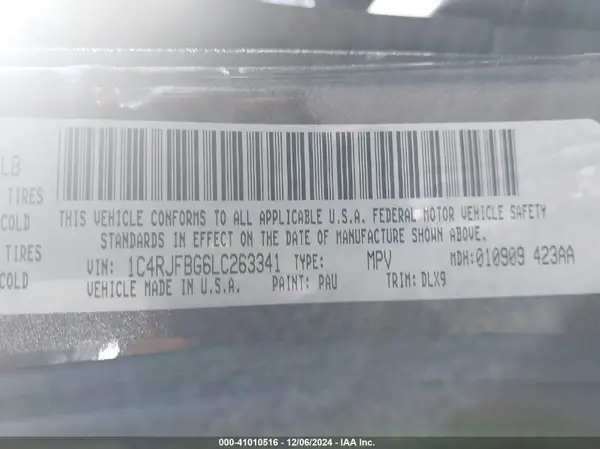 LB
TIRES
COLD
TIRES
COLD
THIS VEHICLE CONFORMS TO ALL APPLICABLE U.S.A. FEDERAL MOTOR VEHICLE SAFETY
STANDARDS IN EFFECT ON THE DATE OF MANUFACTURE SHOWN ABOVE.
VIN: 1C4RJFBG6LC263341 TYPE: MPV MDH:010909 423AA
VEHICLE MADE IN U.S.A. PAINT: PAU TRIM: DLX9
000-41010516 - 12/06/2024 - IAA Inc.